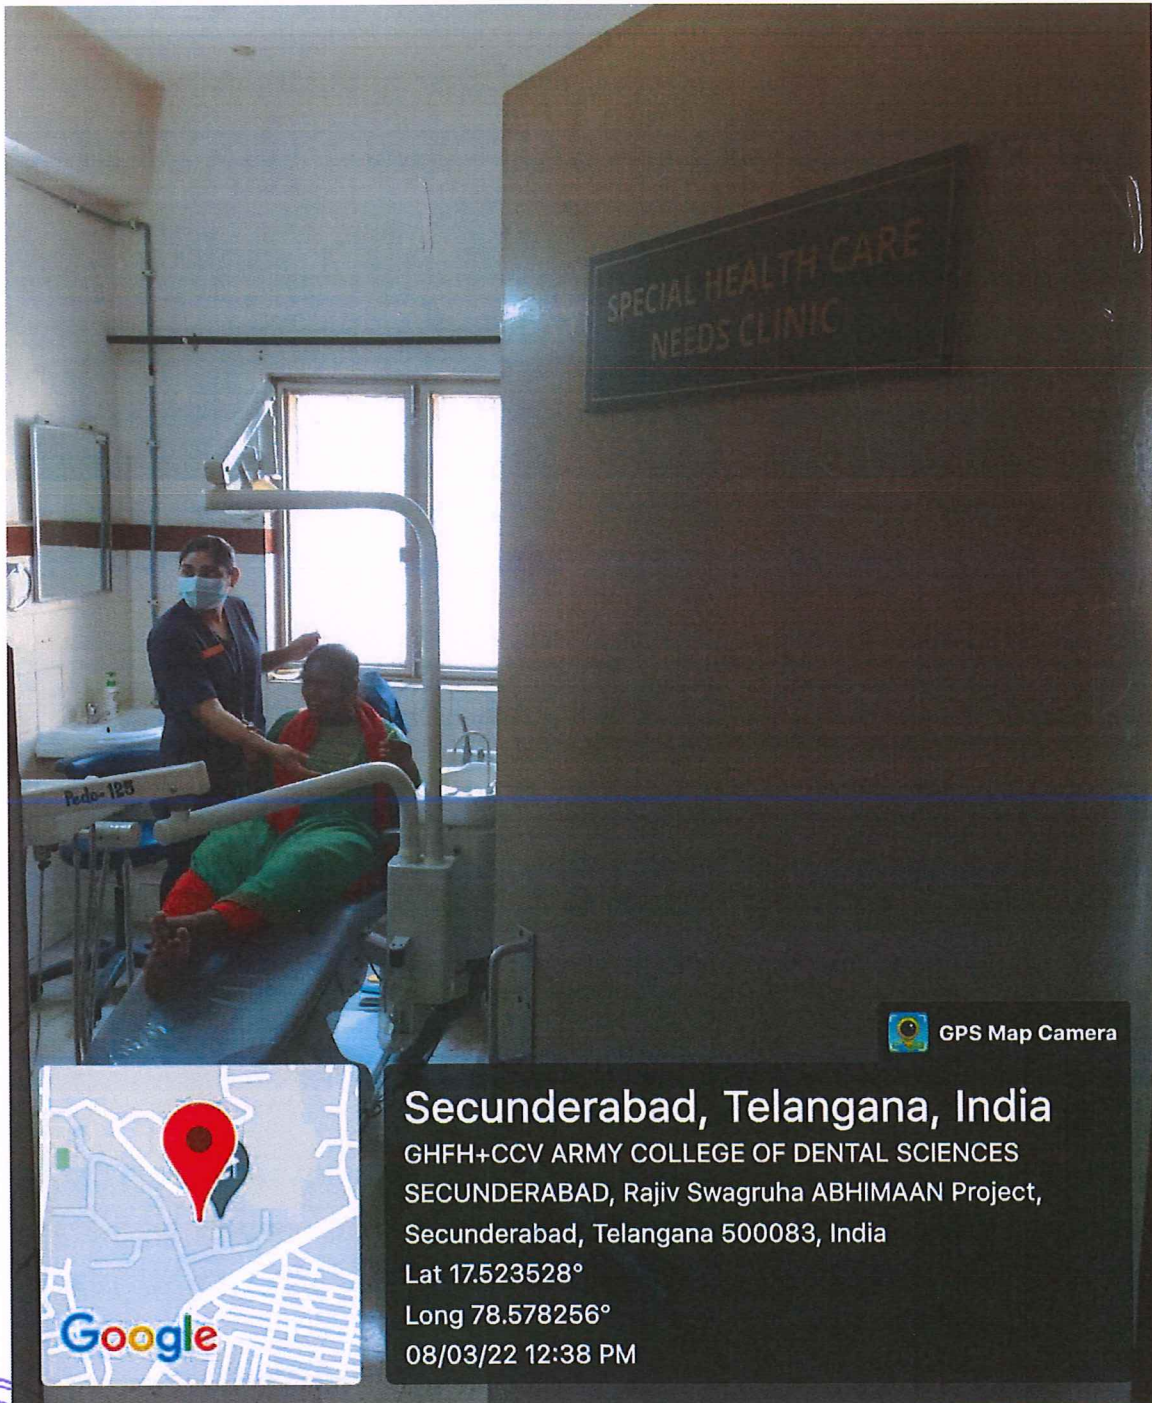 SPECIAL HEALTH CARE
NEEDS CLINIC
Pedo-125
GPS Map Camera
Secunderabad, Telangana, India
GHFH+CCV ARMY COLLEGE OF DENTAL SCIENCES
SECUNDERABAD, Rajiv Swagruha ABHIMAAN Project,
Secunderabad, Telangana 500083, India
Lat 17.523528°
Long 78.578256°
08/03/22 12:38 PM
Google